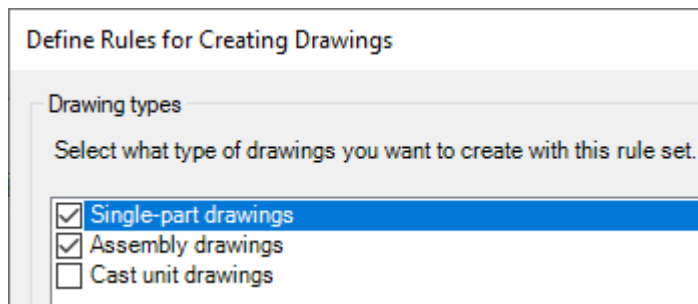 Define Rules for Creating Drawings
Drawing types
Select what type of drawings you want to create with this rule set.
Single-part drawings
Assembly drawings
Cast unit drawings